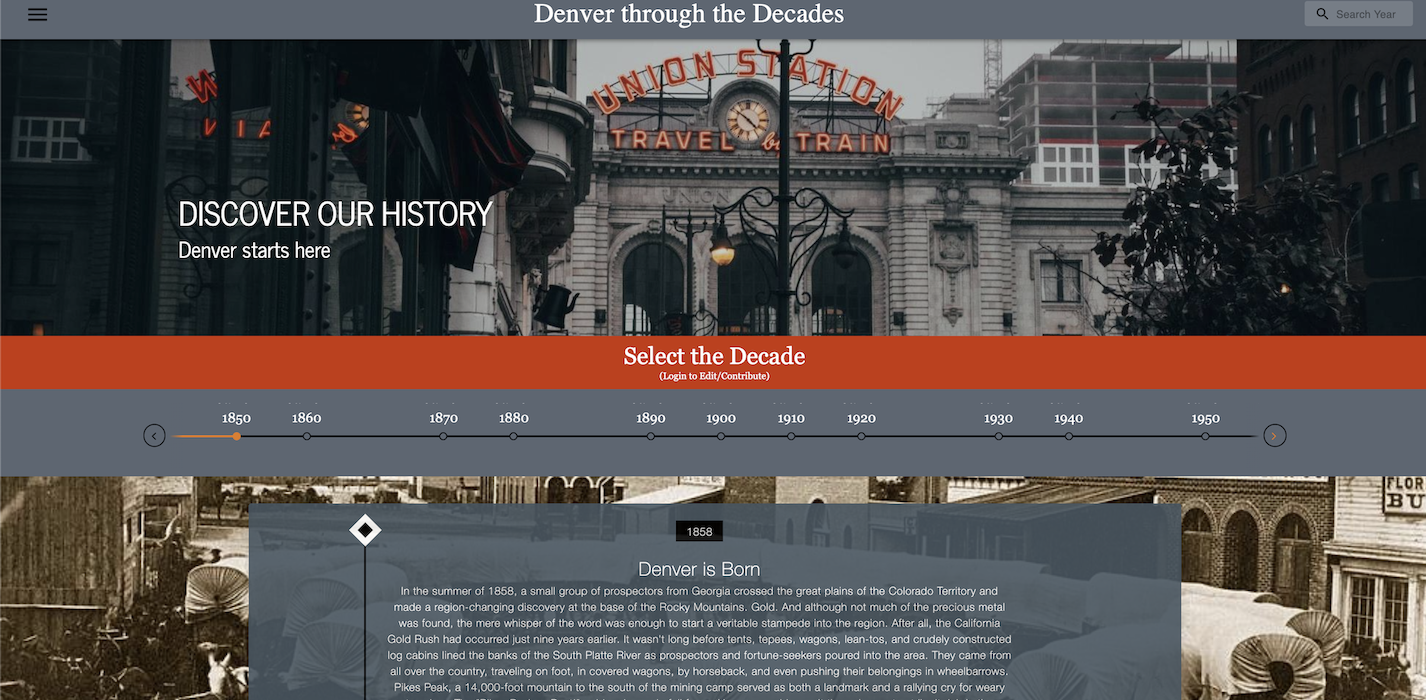 Denver through the Decades
Search Year
UNION STATION
TRAVEL by TRAIN
UNION STATION
DISCOVER OUR HISTORY
Denver starts here
Select the Decade
(Login to Edit/Contribute)
1850 1860 1870 1880 1890 1900 1910 1920 1930 1940 1950
FLOR
BU
1858
Denver is Born
In the summer of 1858, a small group of prospectors from Georgia crossed the great plains of the Colorado Territory and
made a region-changing discovery at the base of the Rocky Mountains. Gold. And although not much of the precious metal
was found, the mere whisper of the word was enough to start a veritable stampede into the region. After all, the California
Gold Rush had occurred just nine years earlier. It wasn't long before tents, tepees, wagons, lean-tos, and crudely constructed
log cabins lined the banks of the South Platte River as prospectors and fortune-seekers poured into the area. They came from
all over the country, traveling on foot, in covered wagons, by horseback, and even pushing their belongings in wheelbarrows.
Pikes Peak, a 14,000-foot mountain to the south of the mining camp served as both a landmark and a rallying cry for weary